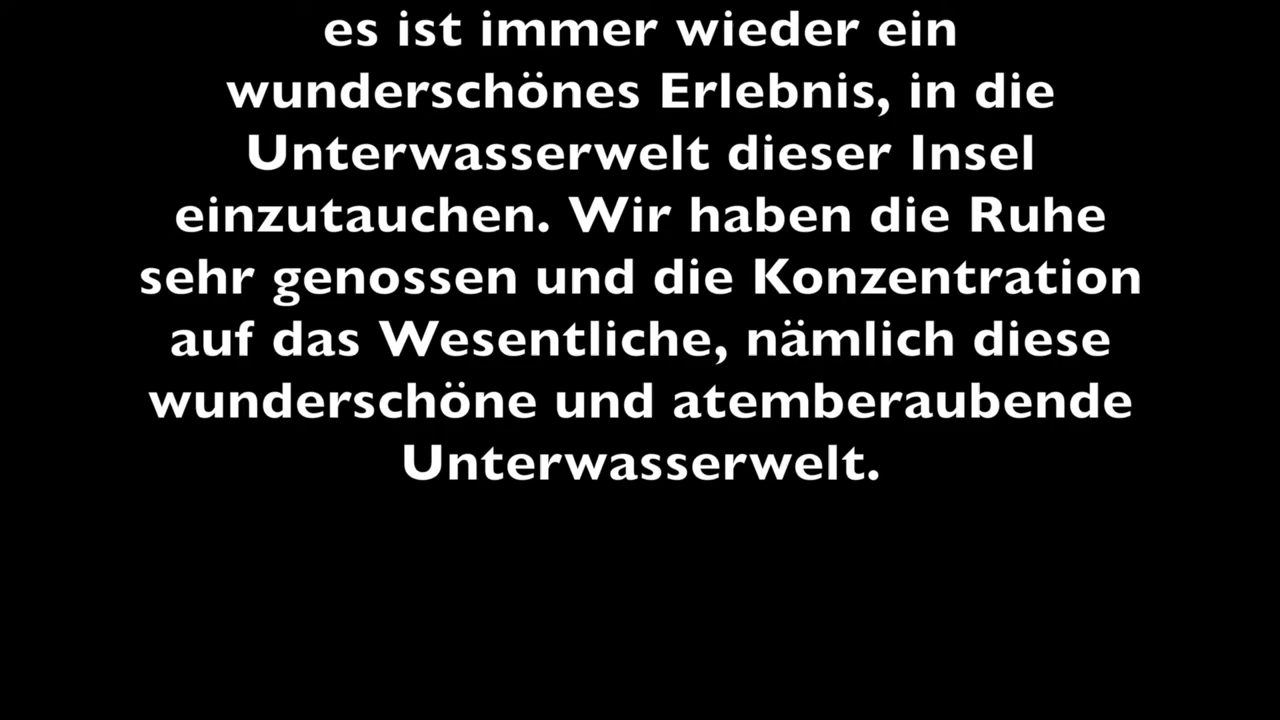 es ist immer wieder ein
wunderschönes Erlebnis, in die
Unterwasserwelt dieser Insel
einzutauchen. Wir haben die Ruhe
sehr genossen und die Konzentration
auf das Wesentliche, nämlich diese
wunderschöne und atemberaubende
Unterwasserwelt.